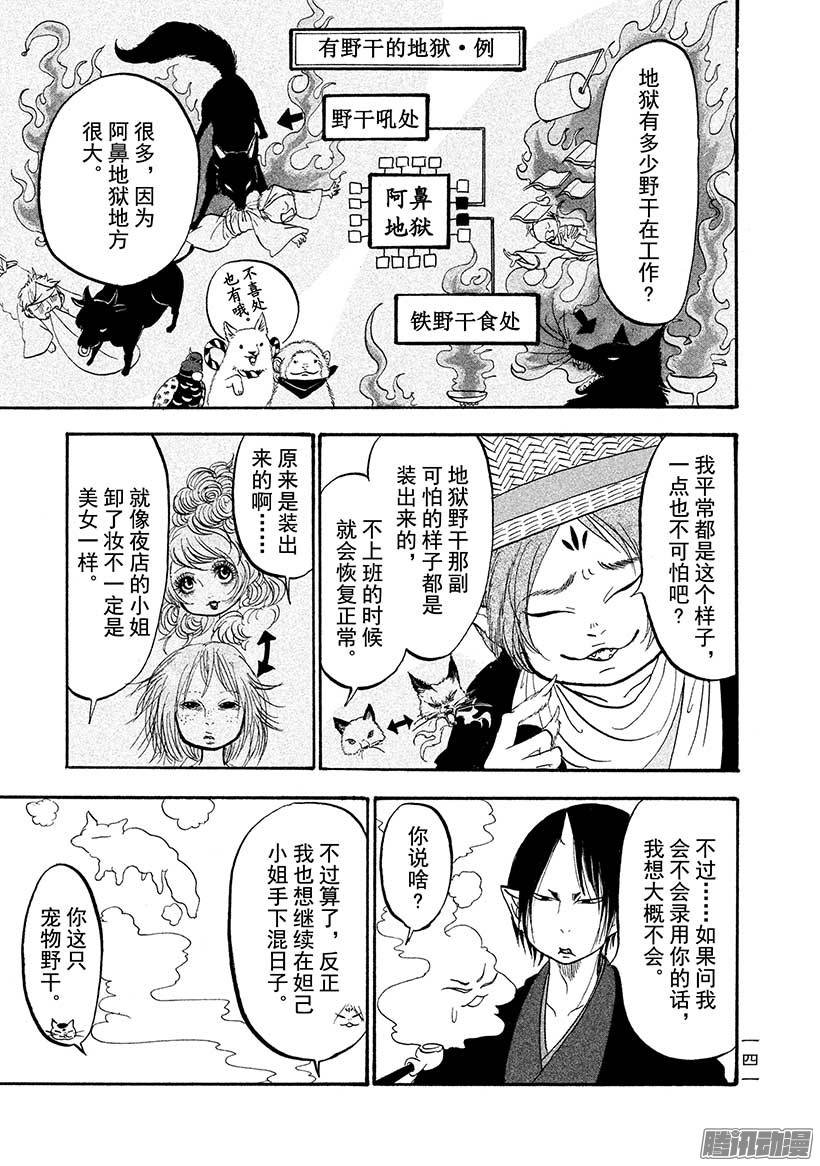 地狱有多少野干在工作？
有野干的地狱·例
野干吼处
阿鼻
地狱
铁野干食处
很多，因为
阿鼻地狱地方
很大。
不喜处
也有哦。
我平常都是这个样子，
一点也不可怕吧？
地狱野干那副
可怕的样子都是
装出来的，
不上班的时候
就会恢复正常。
原来是装出
来的啊……
就像夜店的小姐
卸了妆不一定是
美女一样。
不过……如果问我
会不会录用你的话，
我想大概不会。
你说啥？
不过算了，反正
我也想继续在妲己
小姐手下混日子。
你这只
宠物野干。
一四一
腾讯动漫